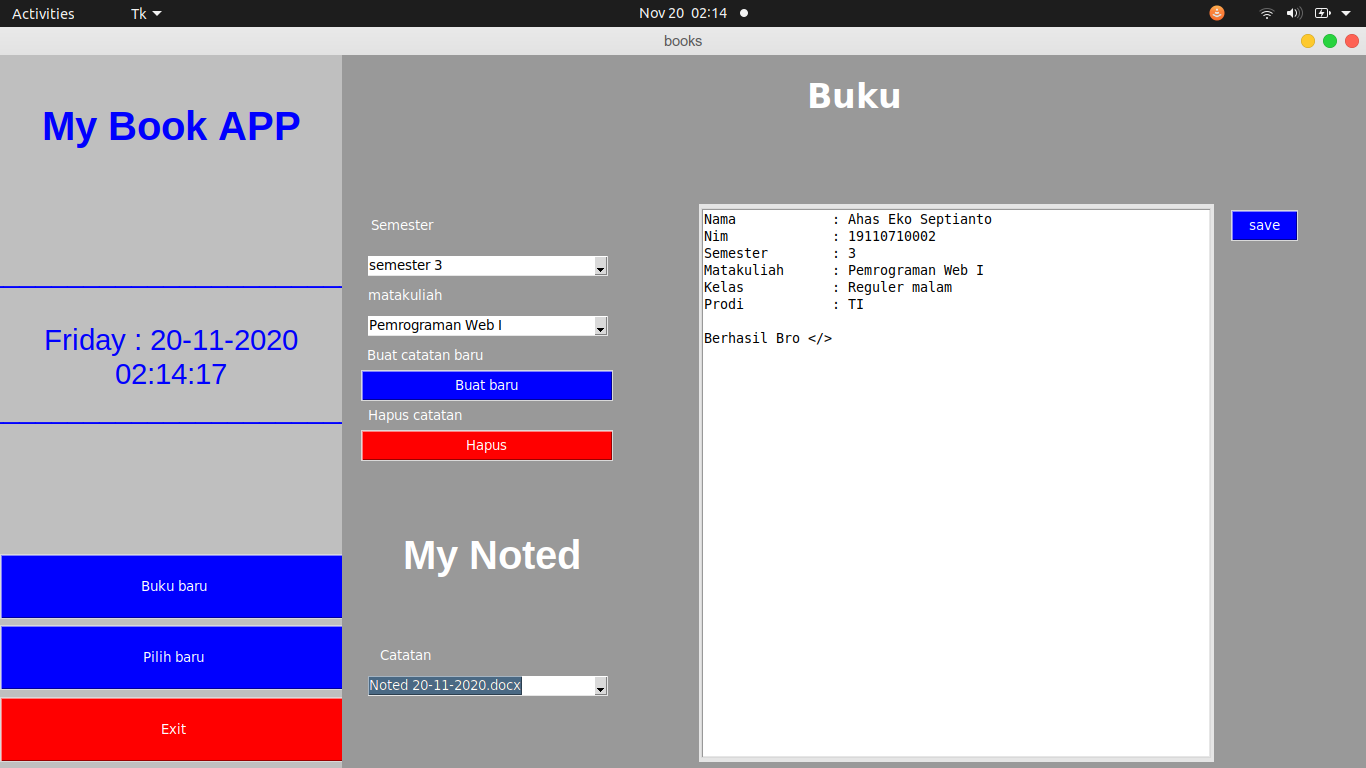 Activities Tk Nov 20 02:14
books
My Book APP
Friday : 20-11-2020
02:14:17
Buku baru
Pilih baru
Exit
Buku
Semester
semester 3
matakuliah
Pemrograman Web I
Buat catatan baru
Buat baru
Hapus catatan
Hapus
My Noted
Catatan
Noted 20-11-2020.docx
Nama : Ahas Eko Septianto
Nim : 19110710002
Semester : 3
Matakuliah : Pemrograman Web I
Kelas : Reguler malam
Prodi : TI
Berhasil Bro </>
save